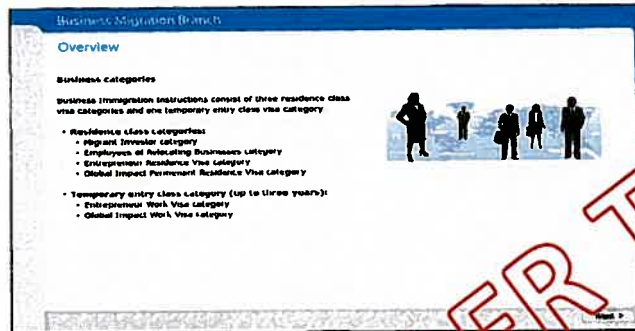 Business Migration Branch
Overview
Business categories
Business Immigration Instructions consist of three residence class
visa categories and one temporary entry class visa category
• Residence class categories:
• Migrant Investor category
• Employees of Relocating Businesses category
• Entrepreneur Residence Visa category
• Global Impact Permanent Residence Visa category
• Temporary entry class category (up to three years):
• Entrepreneur Work Visa category
• Global Impact Work Visa category
ER T
Next >